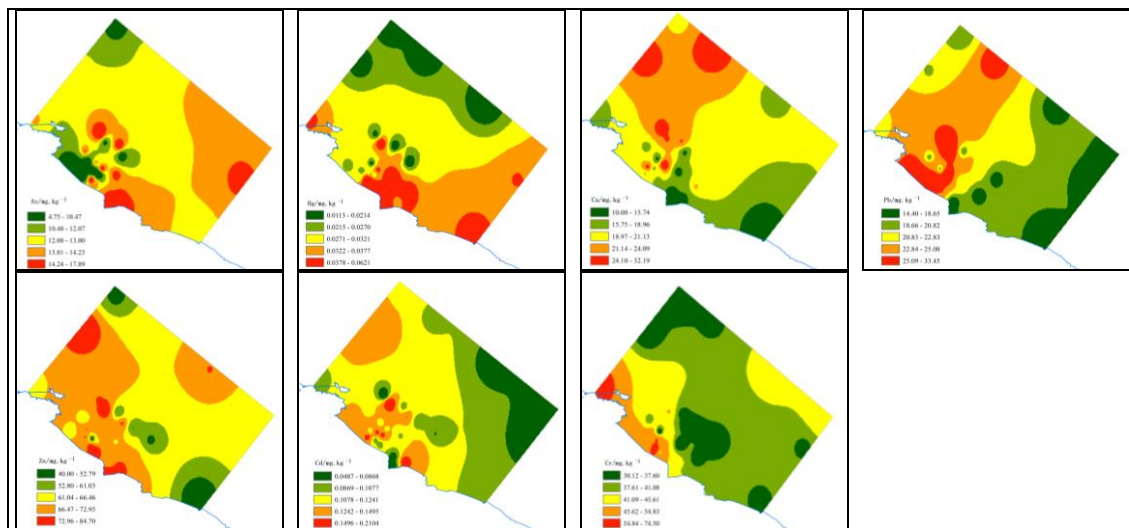 As/mg.kg⁻¹
4.75 - 10.47
10.48 - 12.07
12.08 - 13.00
13.01 - 14.23
14.24 - 17.89
Hg/mg.kg⁻¹
0.0113 - 0.0214
0.0215 - 0.0270
0.0271 - 0.0321
0.0322 - 0.0377
0.0378 - 0.0621
Cu/mg.kg⁻¹
10.08 - 15.74
15.75 - 18.96
18.97 - 21.13
21.14 - 24.09
24.10 - 32.19
Pb/mg.kg⁻¹
14.40 - 18.65
18.66 - 20.82
20.83 - 22.83
22.84 - 25.08
25.09 - 33.45
Zn/mg.kg⁻¹
40.00 - 52.79
52.80 - 61.03
61.04 - 66.46
66.47 - 72.95
72.96 - 84.70
Cd/mg.kg⁻¹
0.0487 - 0.0868
0.0869 - 0.1077
0.1078 - 0.1241
0.1242 - 0.1495
0.1496 - 0.2104
Cr/mg.kg⁻¹
30.12 - 37.60
37.61 - 41.08
41.09 - 45.61
45.62 - 54.83
54.84 - 74.50